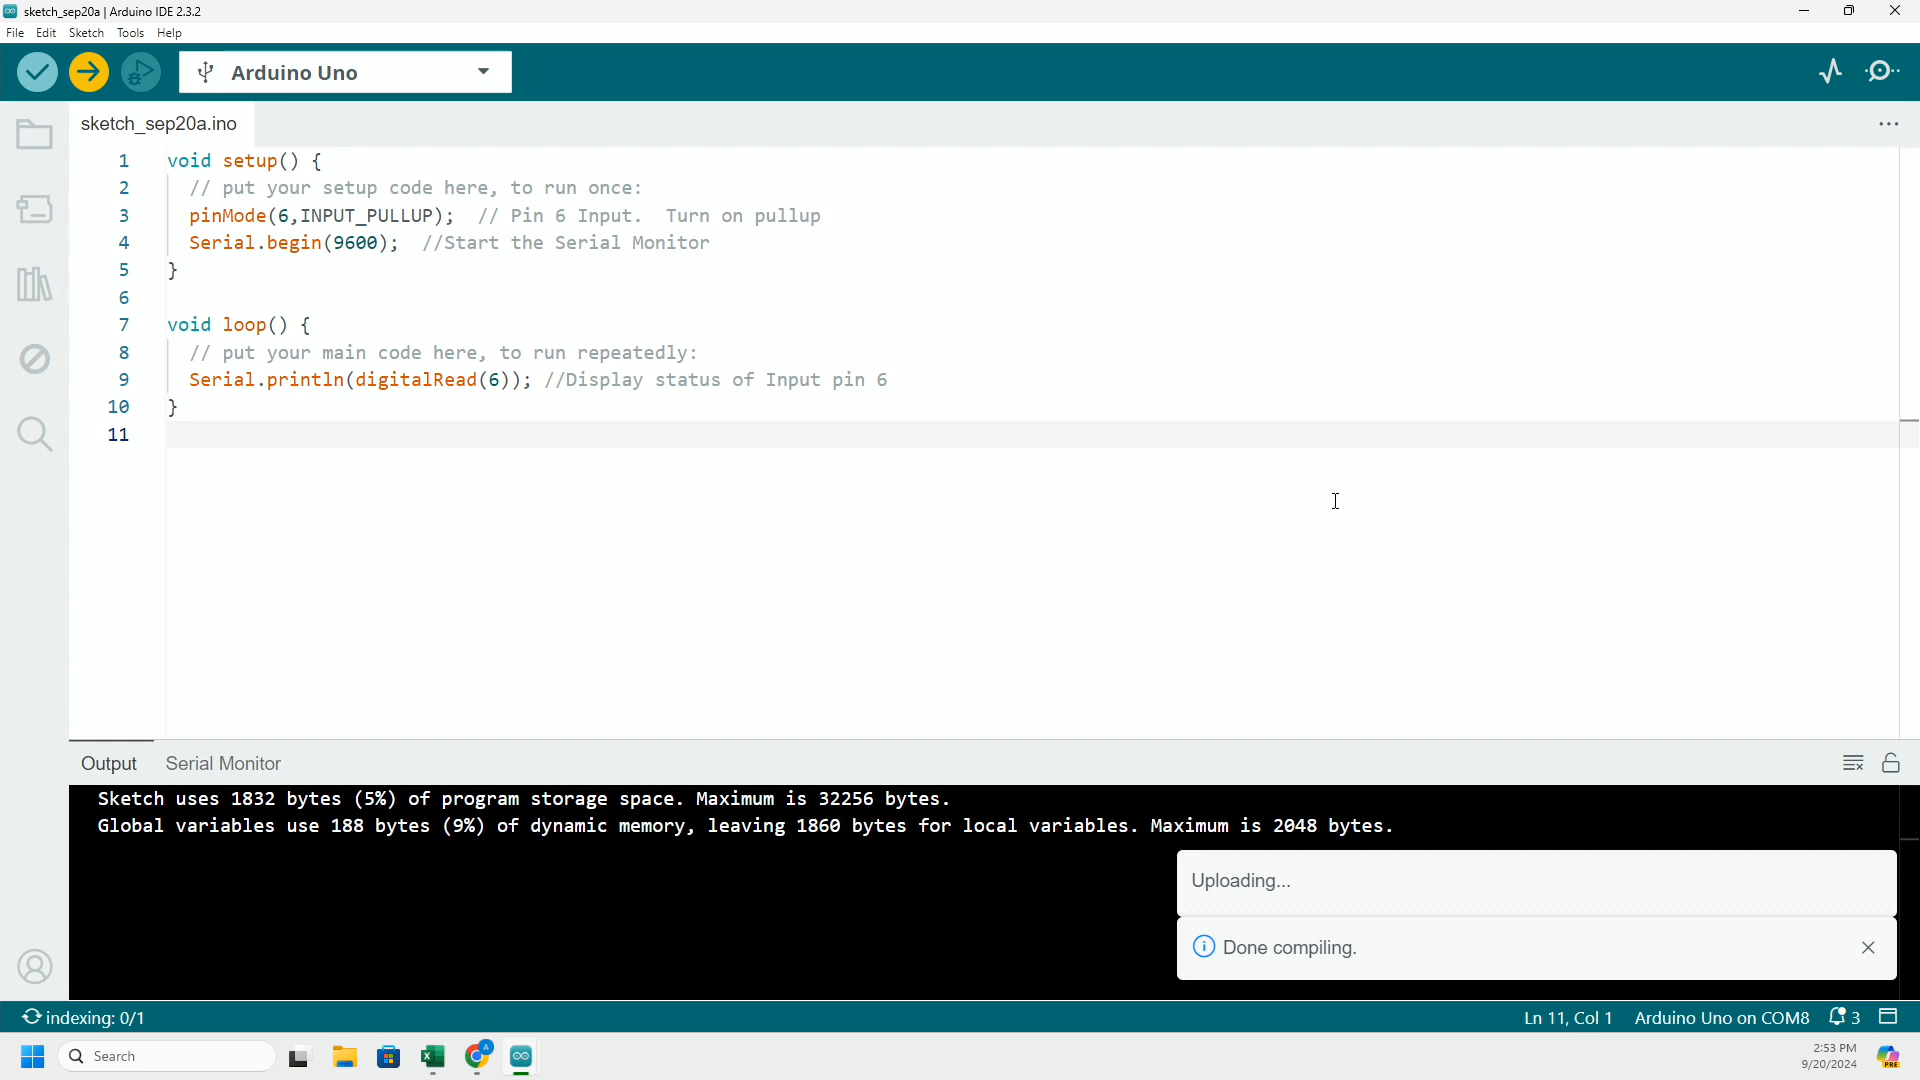 sketch_sep20a | Arduino IDE 2.3.2
File Edit Sketch Tools Help
Arduino Uno
sketch_sep20a.ino
1 void setup() {
2 // put your setup code here, to run once:
3 pinMode(6,INPUT_PULLUP); // Pin 6 Input. Turn on pullup
4 Serial.begin(9600); //Start the Serial Monitor
5 }
6
7 void loop() {
8 // put your main code here, to run repeatedly:
9 Serial.println(digitalRead(6)); //Display status of Input pin 6
10 }
11
Output Serial Monitor
Sketch uses 1832 bytes (5%) of program storage space. Maximum is 32256 bytes.
Global variables use 188 bytes (9%) of dynamic memory, leaving 1860 bytes for local variables. Maximum is 2048 bytes.
Uploading...
Done compiling.
indexing: 0/1 Ln 11, Col 1 Arduino Uno on COM8 3
Search
A
PRE
2:53 PM
9/20/2024